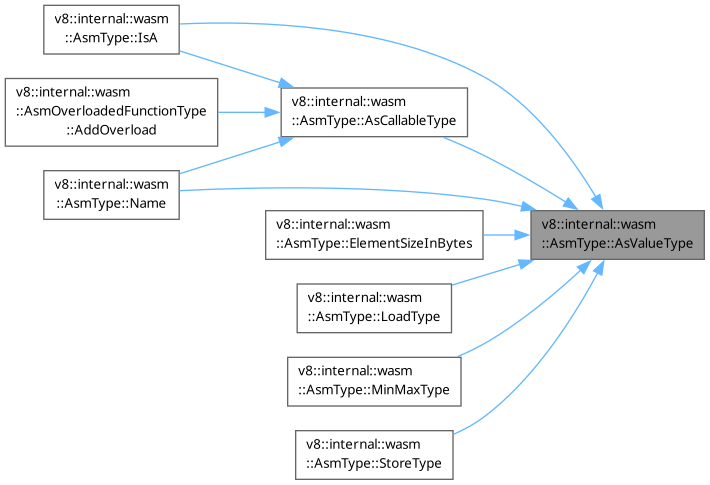 v8::internal::wasm
::AsmType::IsA
v8::internal::wasm
::AsmOverloadedFunctionType
::AddOverload
v8::internal::wasm
::AsmType::AsCallableType
v8::internal::wasm
::AsmType::Name
v8::internal::wasm
::AsmType::ElementSizeInBytes
v8::internal::wasm
::AsmType::AsValueType
v8::internal::wasm
::AsmType::LoadType
v8::internal::wasm
::AsmType::MinMaxType
v8::internal::wasm
::AsmType::StoreType